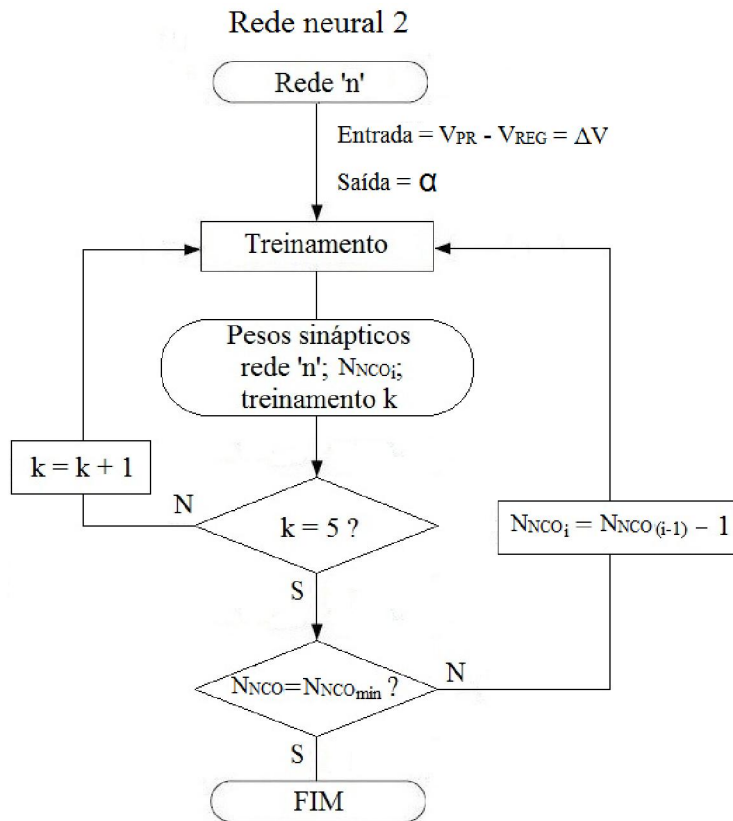 Rede neural 2
Rede 'n'
Entrada = VPR - VREG = ΔV
Saída = α
Treinamento
Pesos sinápticos
rede 'n'; NNCOi;
treinamento k
k = k + 1
N
k = 5 ?
NNCOi = NNCO(i-1) − 1
S
NNCO=NNCOmin ?
N
S
FIM